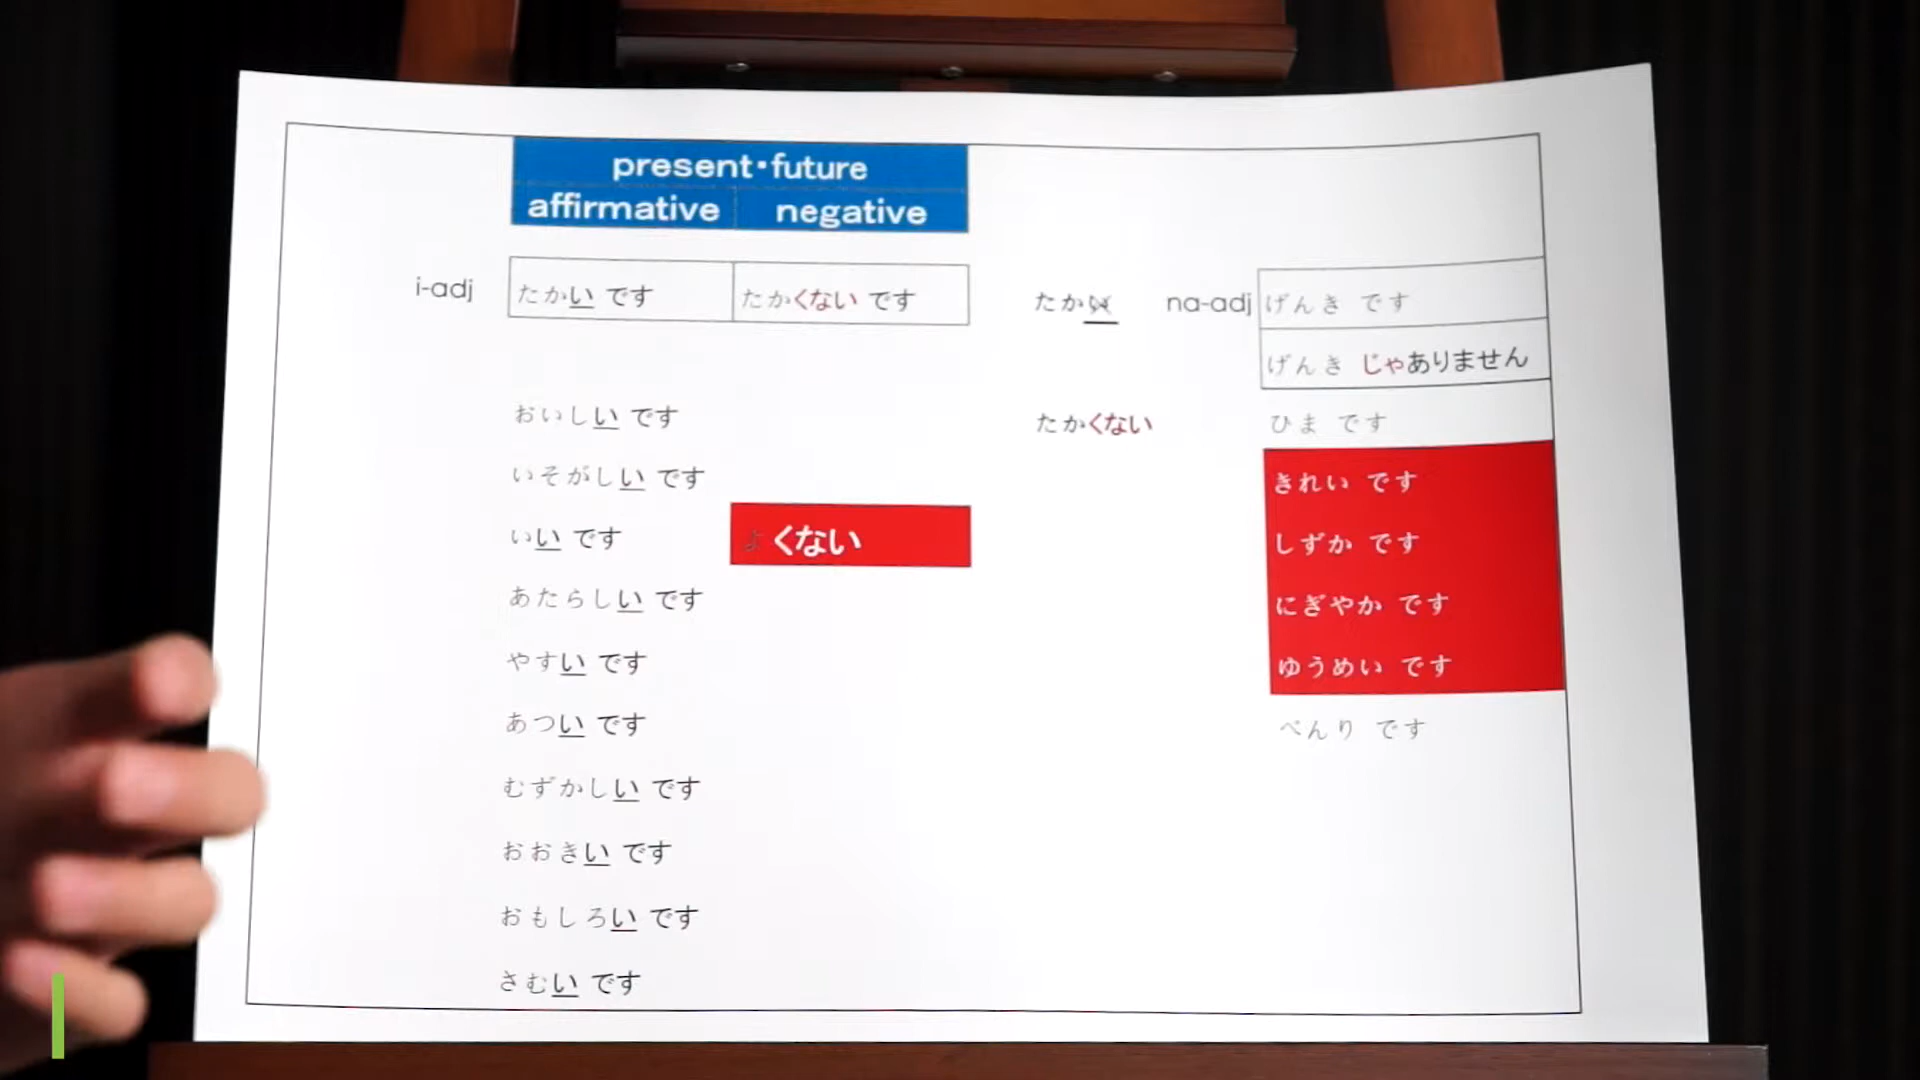 present・future
affirmative negative
i-adj たかい です たかくない です
おいしい です
いそがしい です
いい です よくない
あたらしい です
やすい です
あつい です
むずかしい です
おおきい です
おもしろい です
さむい です
たかい
たかくない
na-adj げんき です
げんき じゃありません
ひま です
きれい です
しずか です
にぎやか です
ゆうめい です
べんり です